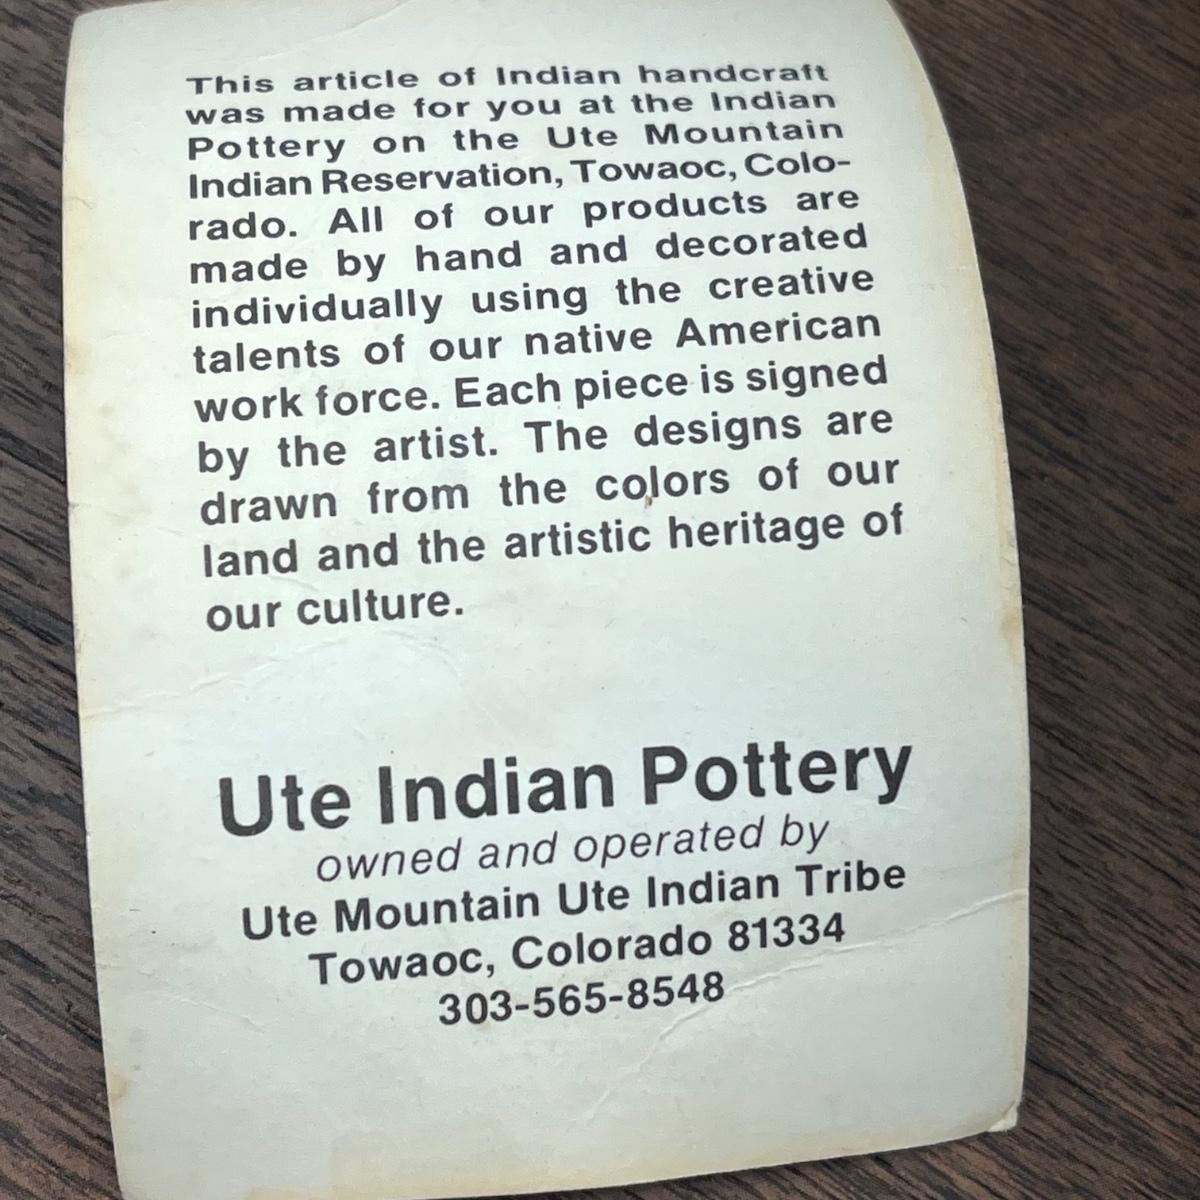 This article of Indian handcraft
was made for you at the Indian
Pottery on the Ute Mountain
Indian Reservation, Towaoc, Colo-
rado. All of our products are
made by hand and decorated
individually using the creative
talents of our native American
work force. Each piece is signed
by the artist. The designs are
drawn from the colors of our
land and the artistic heritage of
our culture.
Ute Indian Pottery
owned and operated by
Ute Mountain Ute Indian Tribe
Towaoc, Colorado 81334
303-565-8548